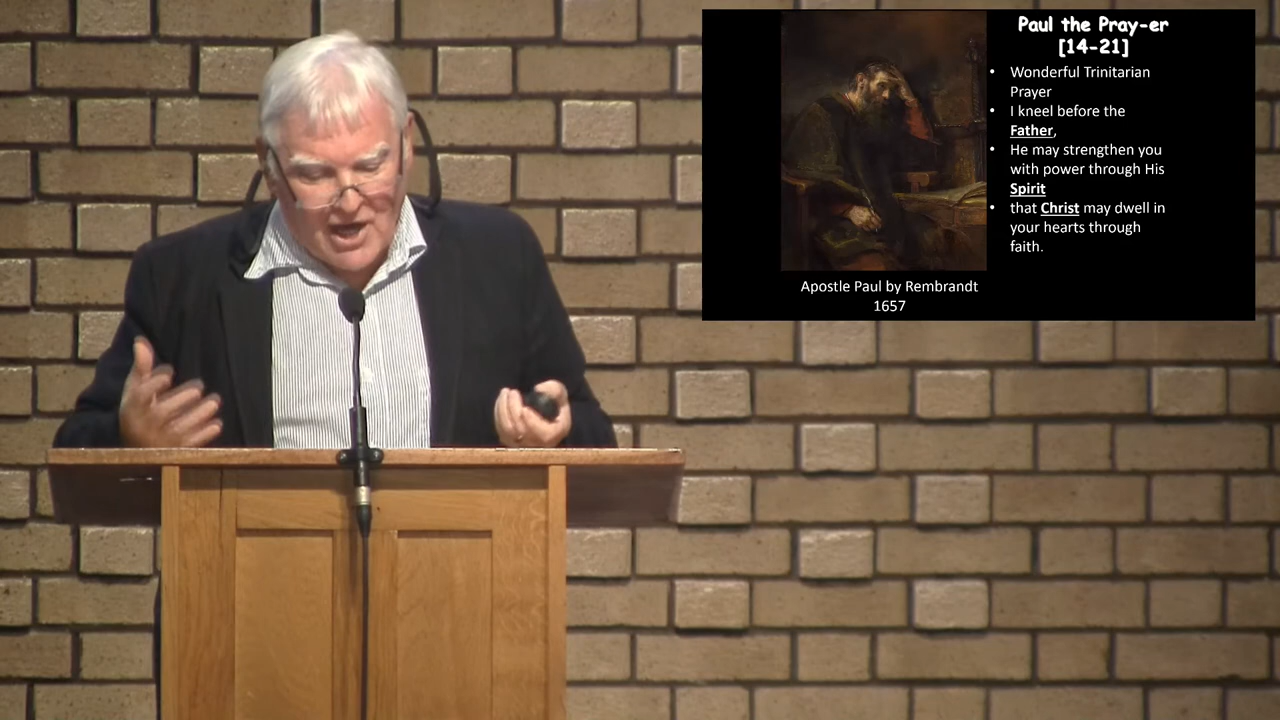 Paul the Pray-er
[14-21]
• Wonderful Trinitarian
Prayer
• I kneel before the
Father,
• He may strengthen you
with power through His
Spirit
• that Christ may dwell in
your hearts through
faith.
Apostle Paul by Rembrandt
1657